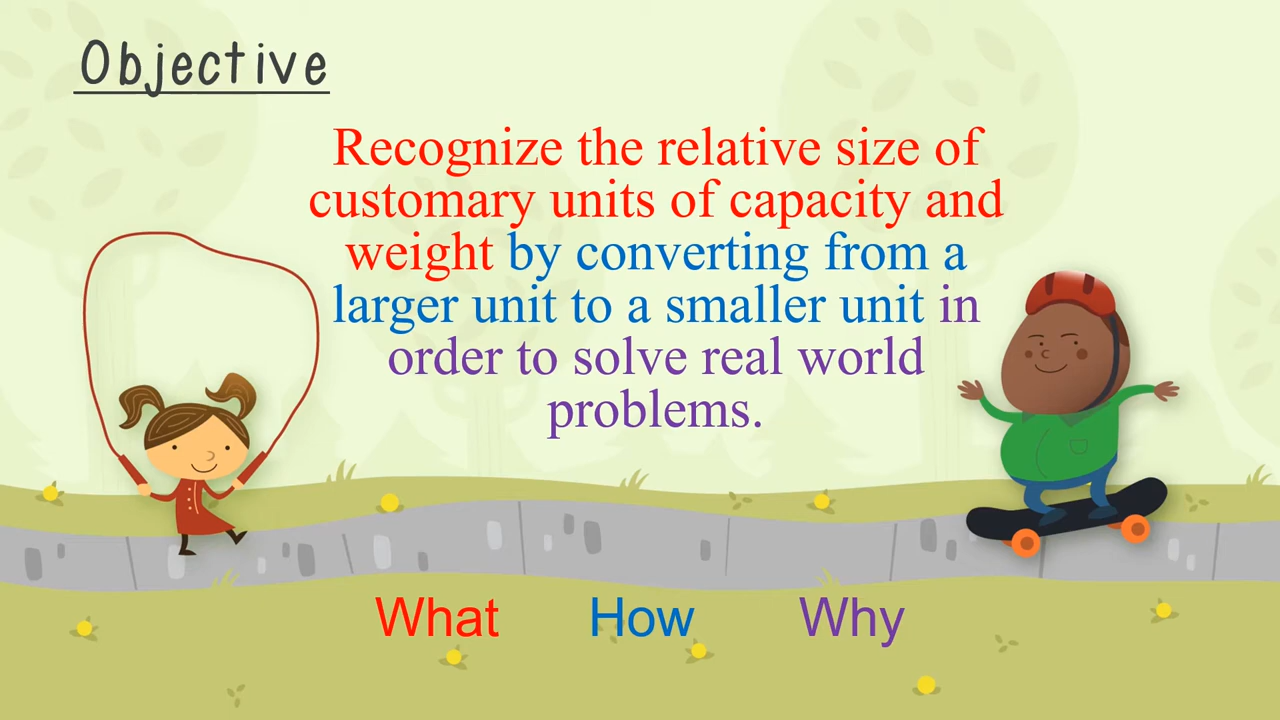 Objective
Recognize the relative size of
customary units of capacity and
weight by converting from a
larger unit to a smaller unit in
order to solve real world
problems.
What How Why